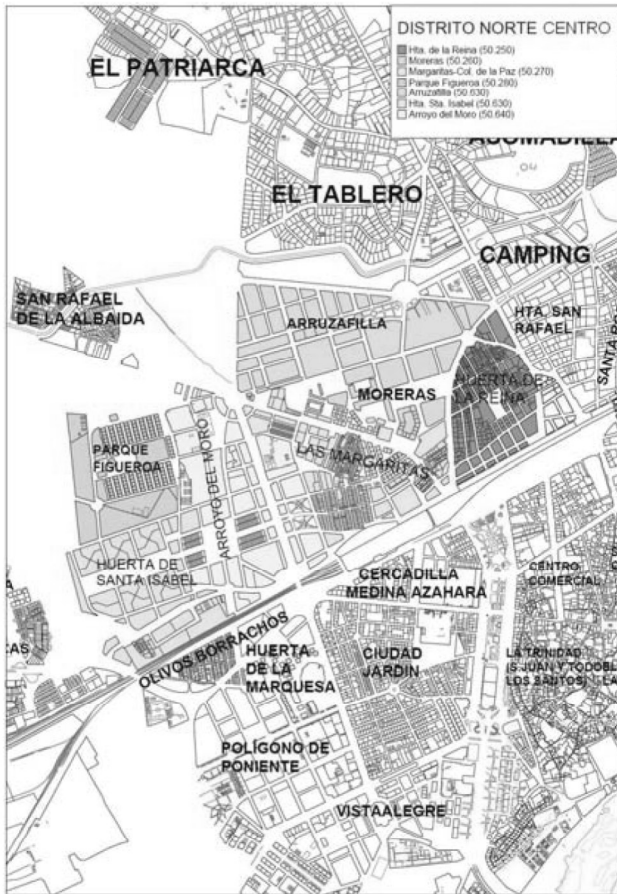 DISTRITO NORTE CENTRO
Hta. de la Reina (50.250)
Moreras (50.260)
Margaritas-Col. de la Paz (50.270)
Parque Figueroa (50.280)
Arruzafilla (50.630)
Hta. Sta. Isabel (50.630)
Arroyo del Moro (50.640)
EL PATRIARCA
EL TABLERO
CAMPING
SAN RAFAEL
DE LA ALBAIDA
ARRUZAFILLA
HTA. SAN
RAFAEL
MORERAS
HUERTA DE
LA REINA
PARQUE
FIGUEROA
ARROYO DEL MORO
LAS MARGARITAS
HUERTA DE
SANTA ISABEL
CERCADILLA
MEDINA AZAHARA
CENTRO
COMERCIAL
OLIVOS BORRACHOS
HUERTA
DE LA
MARQUESA
CIUDAD
JARDIN
LA TRINIDAD
(S.JUAN Y TODO
LOS SANTOS)
POLÍGONO DE
PONIENTE
VISTAALEGRE